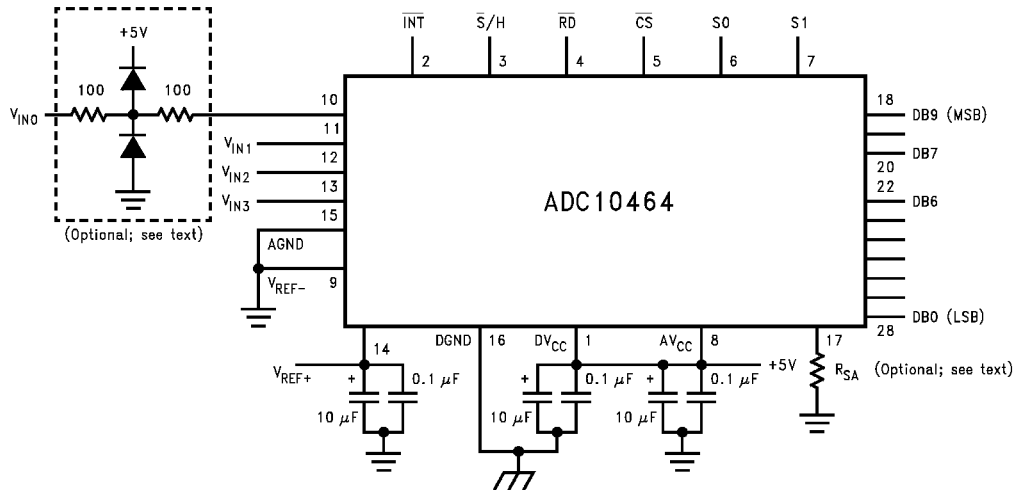 INT S/H RD CS S0 S1
2 3 4 5 6 7
+5V
100 100
V_IN0
10
18 DB9 (MSB)
11
V_IN1
DB7
12
20
V_IN2
13
22
V_IN3
DB6
ADC10464
15
(Optional; see text)
AGND
9
V_REF-
DB0 (LSB)
28
14 DGND 16 DV_CC 1 AV_CC 8 17
V_REF+
+5V
R_SA (Optional; see text)
+ 0.1 μF + 0.1 μF + 0.1 μF
10 μF 10 μF 10 μF